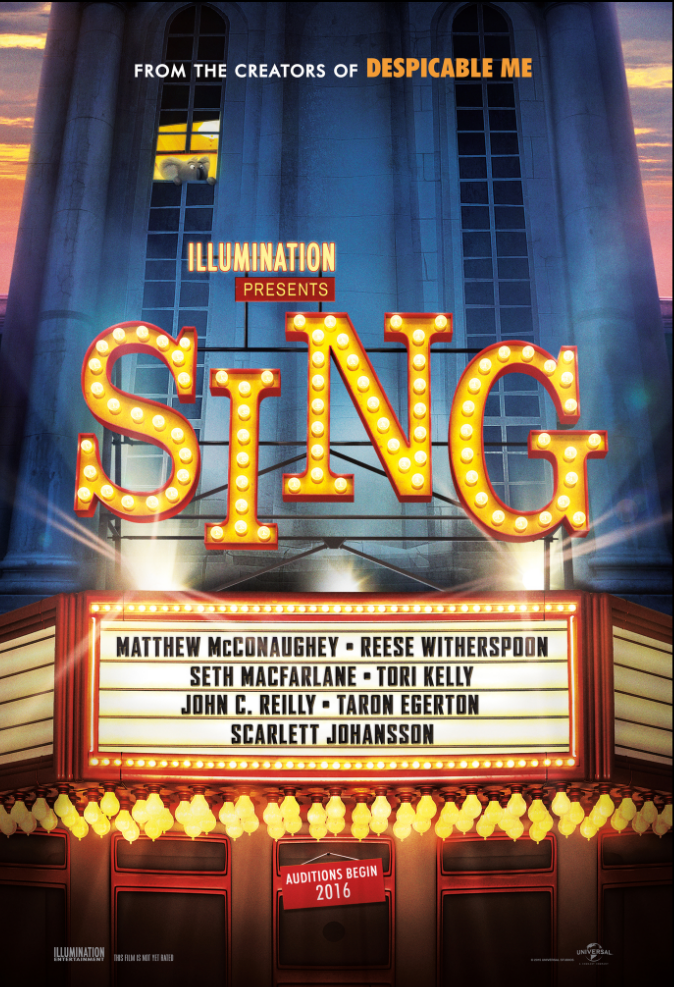 FROM THE CREATORS OF DESPICABLE ME
ILLUMINATION
PRESENTS
SING
MATTHEW McCONAUGHEY ▪ REESE WITHERSPOON
SETH MACFARLANE ▪ TORI KELLY
JOHN C. REILLY ▪ TARON EGERTON
SCARLETT JOHANSSON
AUDITIONS BEGIN
2016
ILLUMINATION
ENTERTAINMENT
THIS FILM IS NOT YET RATED
UNIVERSAL